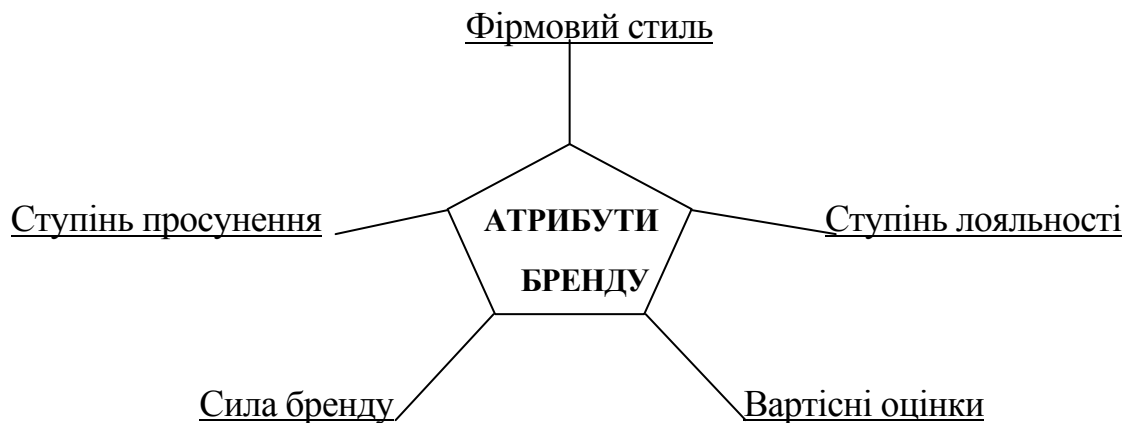 Фірмовий стиль
Ступінь просунення
АТРИБУТИ
Ступінь лояльності
БРЕНДУ
Сила бренду
Вартісні оцінки